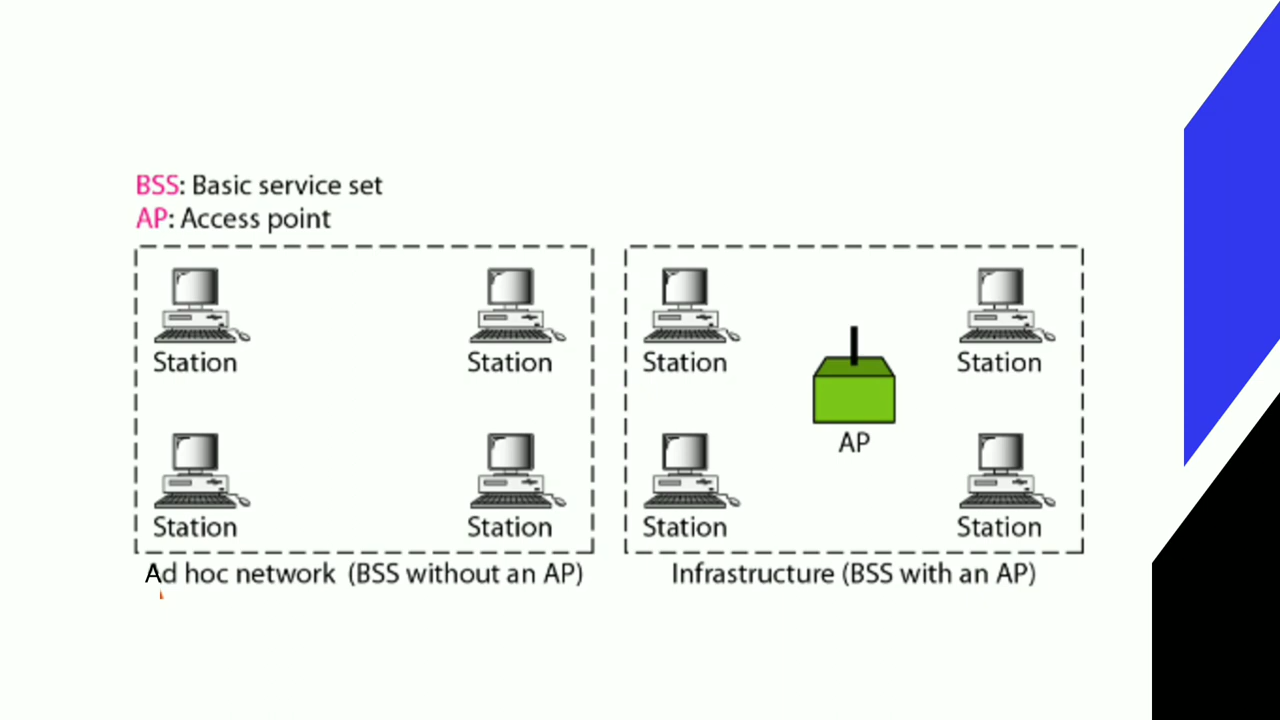 BSS: Basic service set
AP: Access point
Station Station Station Station
AP
Station Station Station Station
Ad hoc network (BSS without an AP) Infrastructure (BSS with an AP)